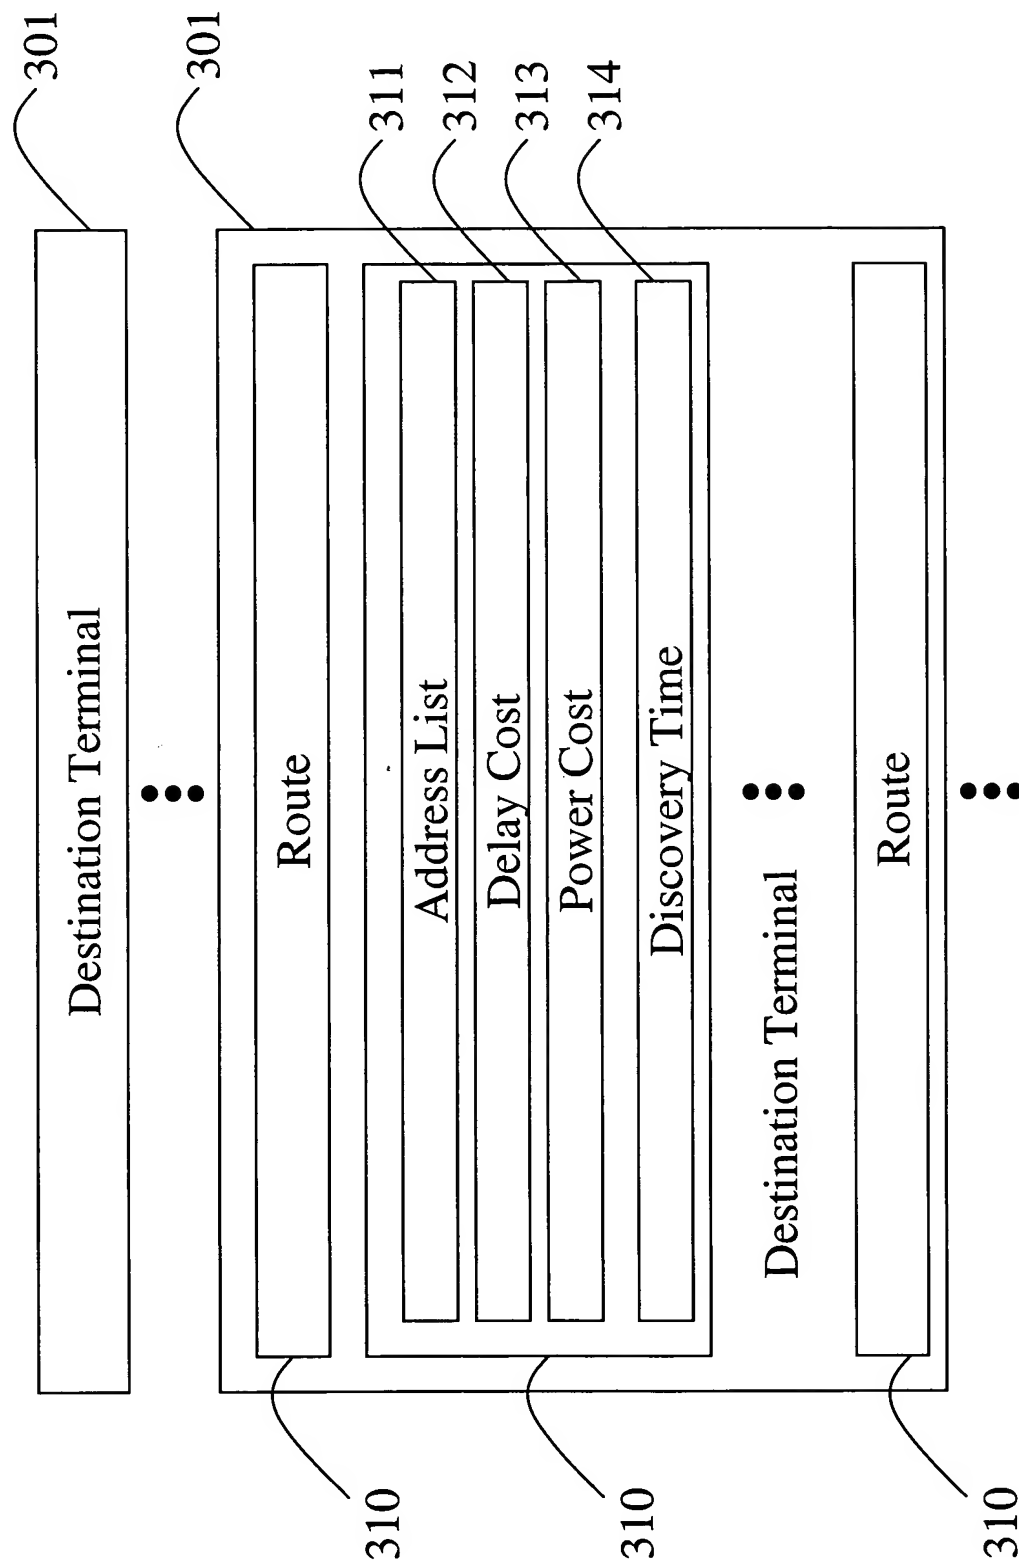 Destination Terminal
301
301
Route
310
311
Address List
312
Delay Cost
313
Power Cost
314
Discovery Time
310
Destination Terminal
Route
310